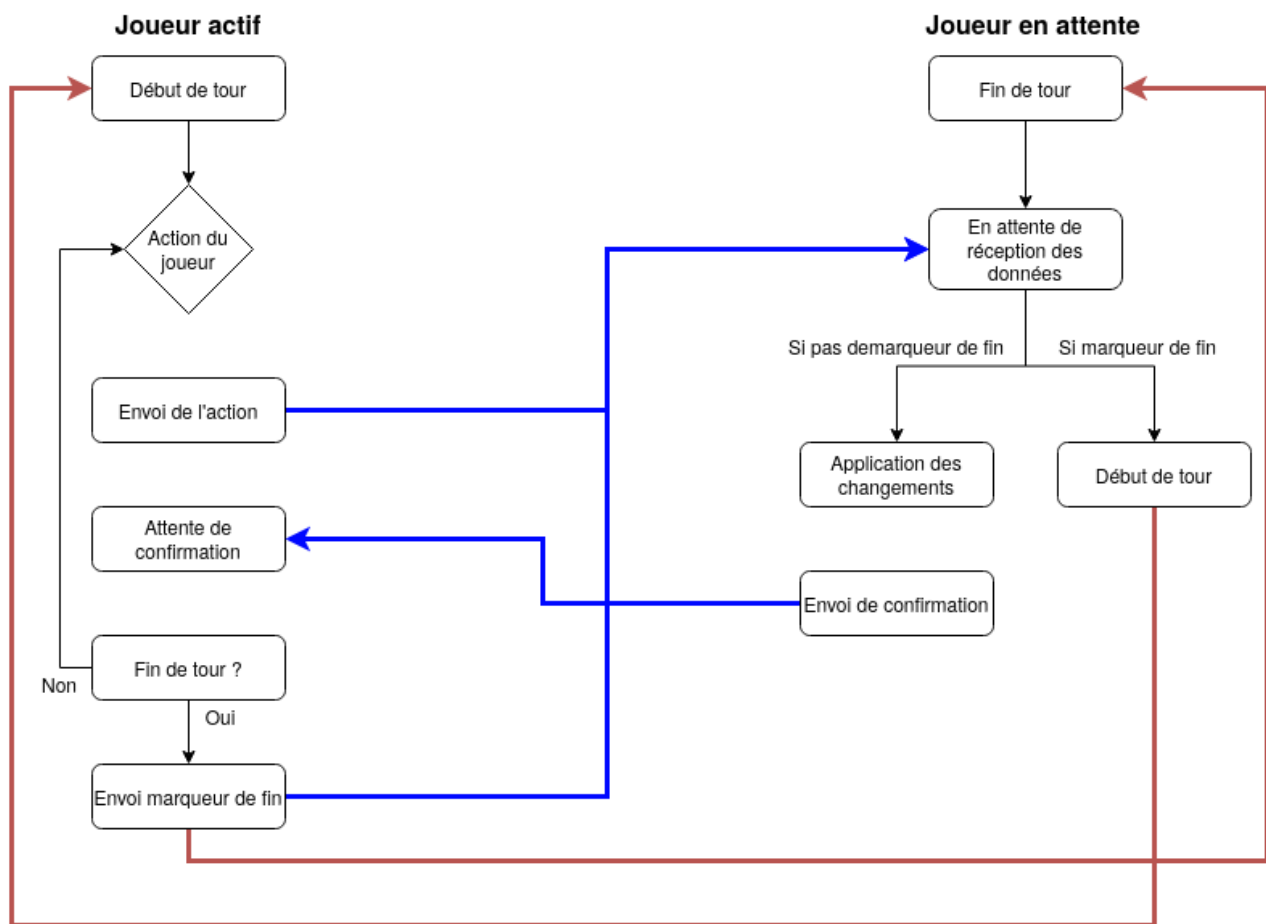 Joueur actif
Joueur en attente
Début de tour
Fin de tour
Action du
joueur
En attente de
réception des
données
Si pas demarqueur de fin
Si marqueur de fin
Envoi de l'action
Application des
changements
Début de tour
Attente de
confirmation
Envoi de confirmation
Fin de tour ?
Non
Oui
Envoi marqueur de fin